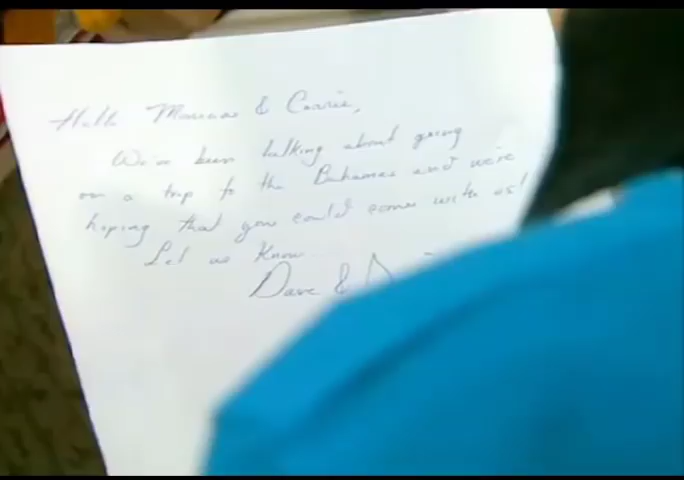 Hello Marcus & Carrie,
We've been talking about going
on a trip to the Bahamas and we're
hoping that you could come with us!
Let us know
Dave &